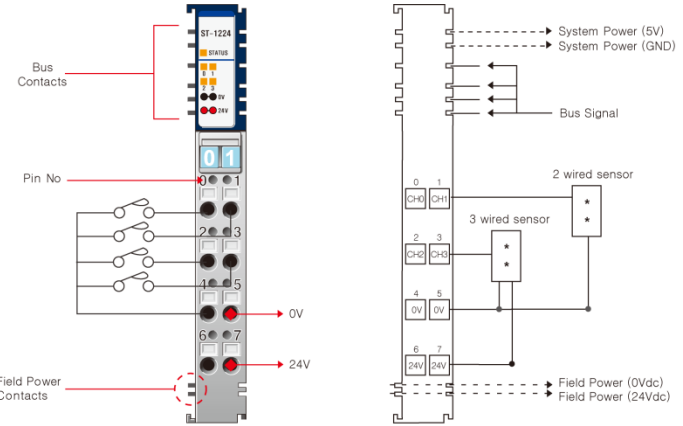 ST-1224
STATUS
0 1
2 3
0V
24V
Bus
Contacts
01
Pin No
0 1
2 3
4 5
0V
6 7
24V
Field Power
Contacts
System Power (5V)
System Power (GND)
Bus Signal
2 wired sensor
3 wired sensor
0 1
CH0 CH1
* *
2 3
CH2 CH3
* *
4 5
0V 0V
6 7
24V 24V
Field Power (0Vdc)
Field Power (24Vdc)